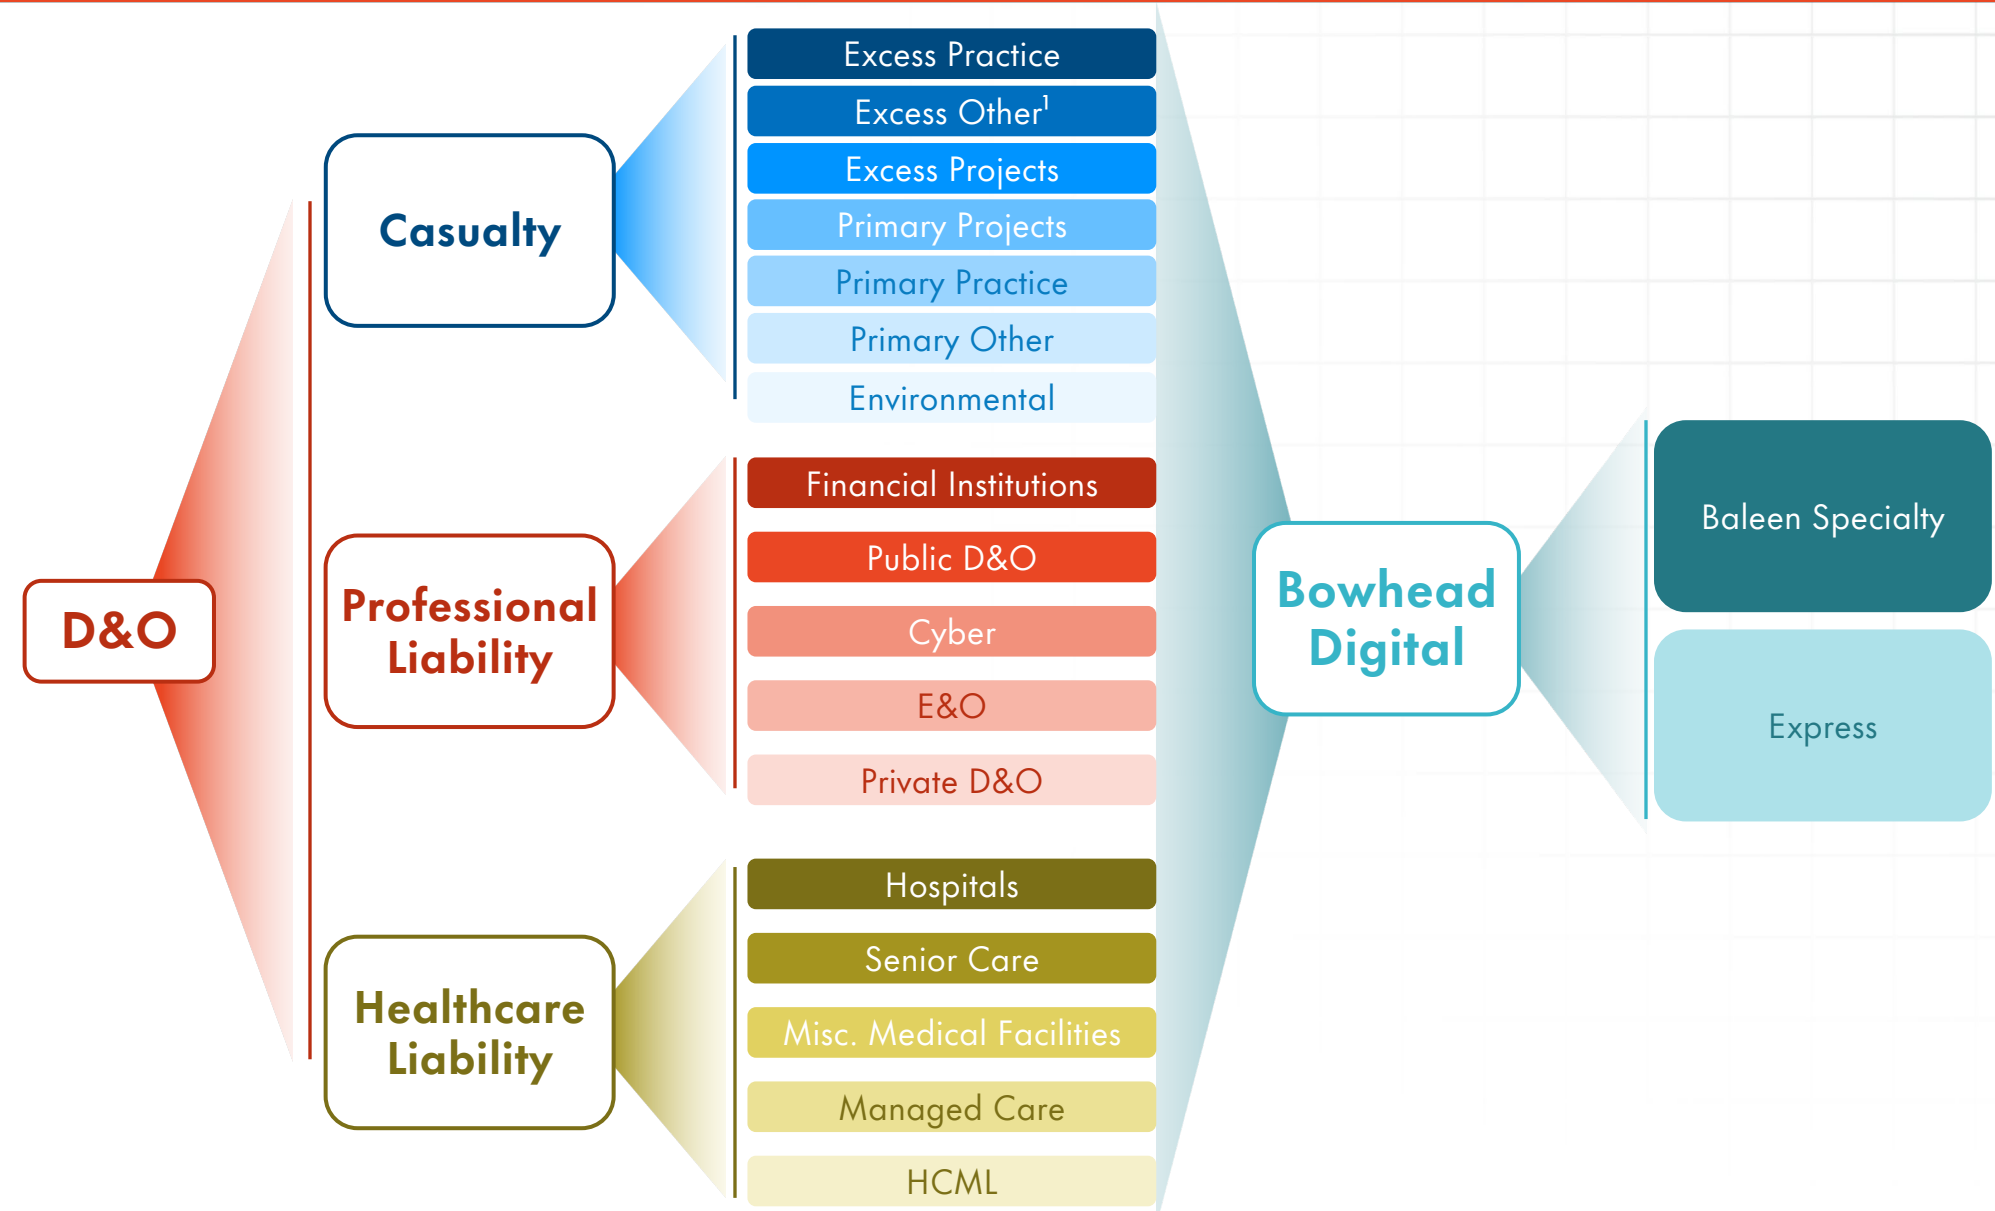 D&O
Casualty
Professional
Liability
Healthcare
Liability
Excess Practice
Excess Other¹
Excess Projects
Primary Projects
Primary Practice
Primary Other
Environmental
Financial Institutions
Public D&O
Cyber
E&O
Private D&O
Hospitals
Senior Care
Misc. Medical Facilities
Managed Care
HCML
Bowhead
Digital
Baleen Specialty
Express